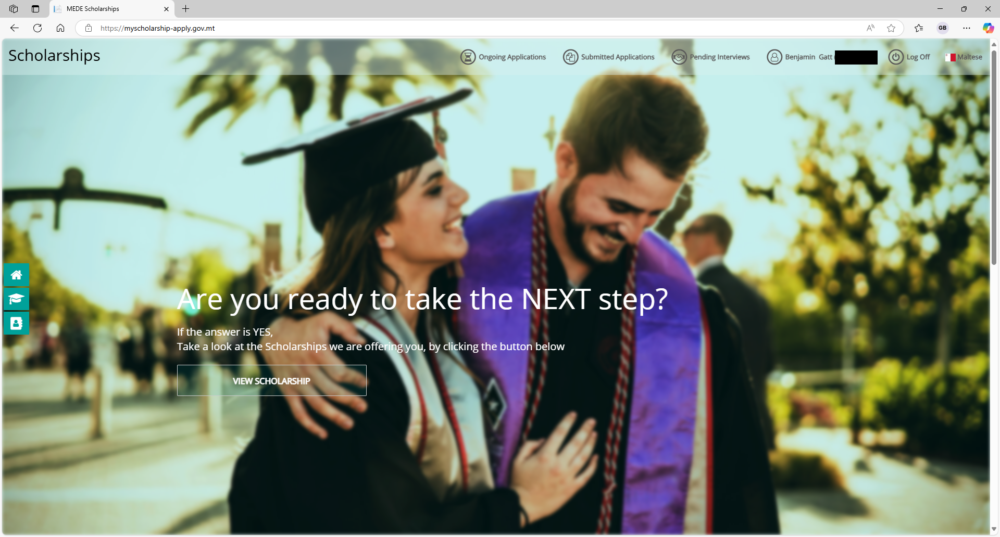 MEDE Scholarships
https://myscholarship-apply.gov.mt
GB
Scholarships
Ongoing Applications
Submitted Applications
Pending Interviews
Benjamin Gatt
Log Off
Maltese
Are you ready to take the NEXT step?
If the answer is YES,
Take a look at the Scholarships we are offering you, by clicking the button below
VIEW SCHOLARSHIP